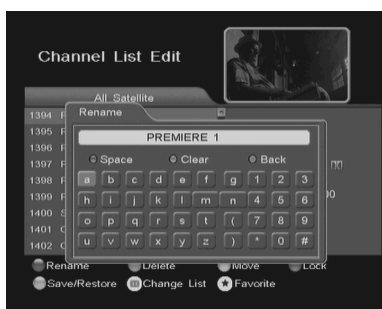 Channel List Edit
All Satellite
Rename
1394 F
1395 F
1396 F
1397 F
1398 F
1399 F
1400 S
1401 C
1402 C
PREMIERE 1
Space Clear Back
a b c d e f g 1 2 3
h i j k l m n 4 5 6
o p q r s t ( 7 8 9
u v w x y z ) * 0 #
Rename Delete Move Lock
Save/Restore Change List Favorite